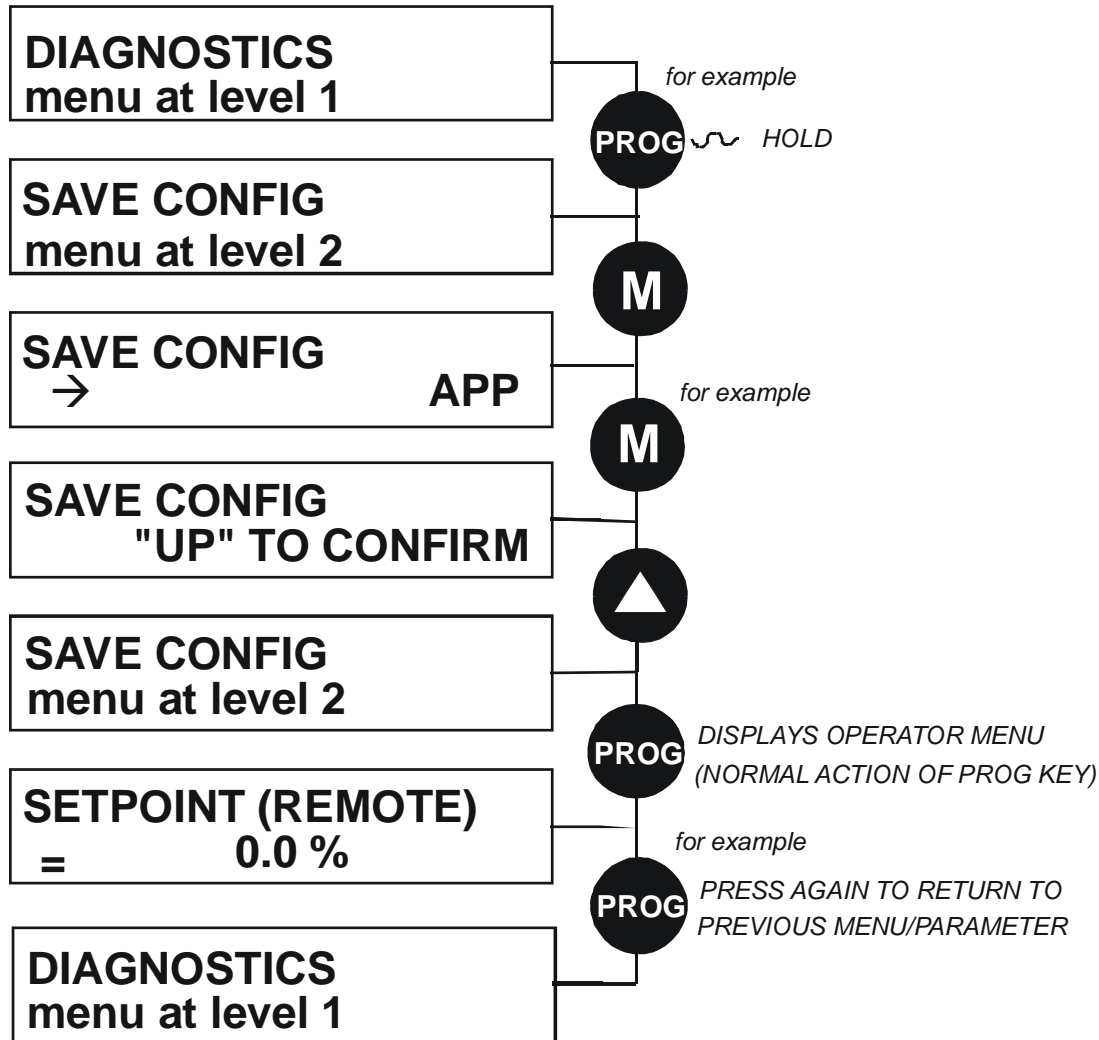 DIAGNOSTICS
menu at level 1
for example
PROG
HOLD
SAVE CONFIG
menu at level 2
M
SAVE CONFIG
→ APP
for example
M
SAVE CONFIG
"UP" TO CONFIRM
SAVE CONFIG
menu at level 2
PROG
DISPLAYS OPERATOR MENU
(NORMAL ACTION OF PROG KEY)
SETPOINT (REMOTE)
= 0.0 %
for example
PROG
PRESS AGAIN TO RETURN TO
PREVIOUS MENU/PARAMETER
DIAGNOSTICS
menu at level 1